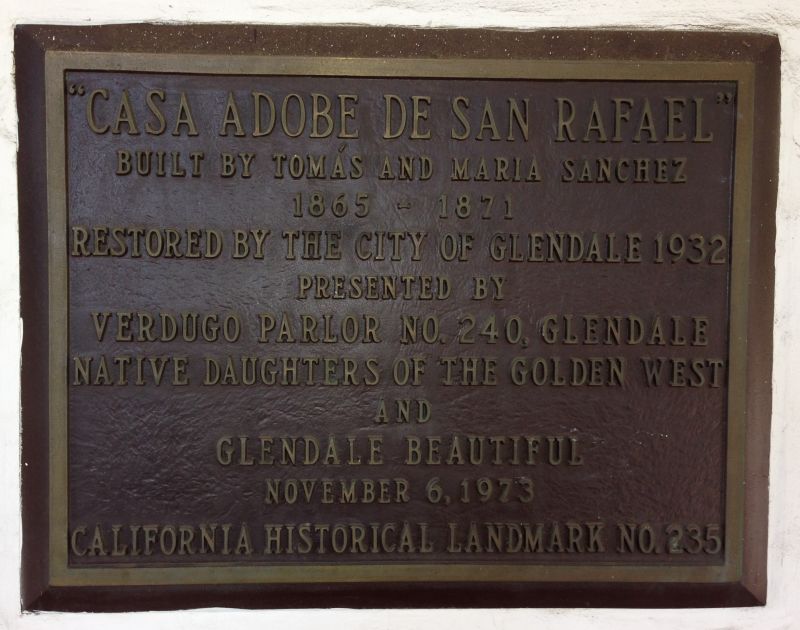 "CASA ADOBE DE SAN RAFAEL"
BUILT BY TOMÁS AND MARIA SANCHEZ
1865 - 1871
RESTORED BY THE CITY OF GLENDALE 1932
PRESENTED BY
VERDUGO PARLOR NO. 240, GLENDALE
NATIVE DAUGHTERS OF THE GOLDEN WEST
AND
GLENDALE BEAUTIFUL
NOVEMBER 6, 1973
CALIFORNIA HISTORICAL LANDMARK NO. 235